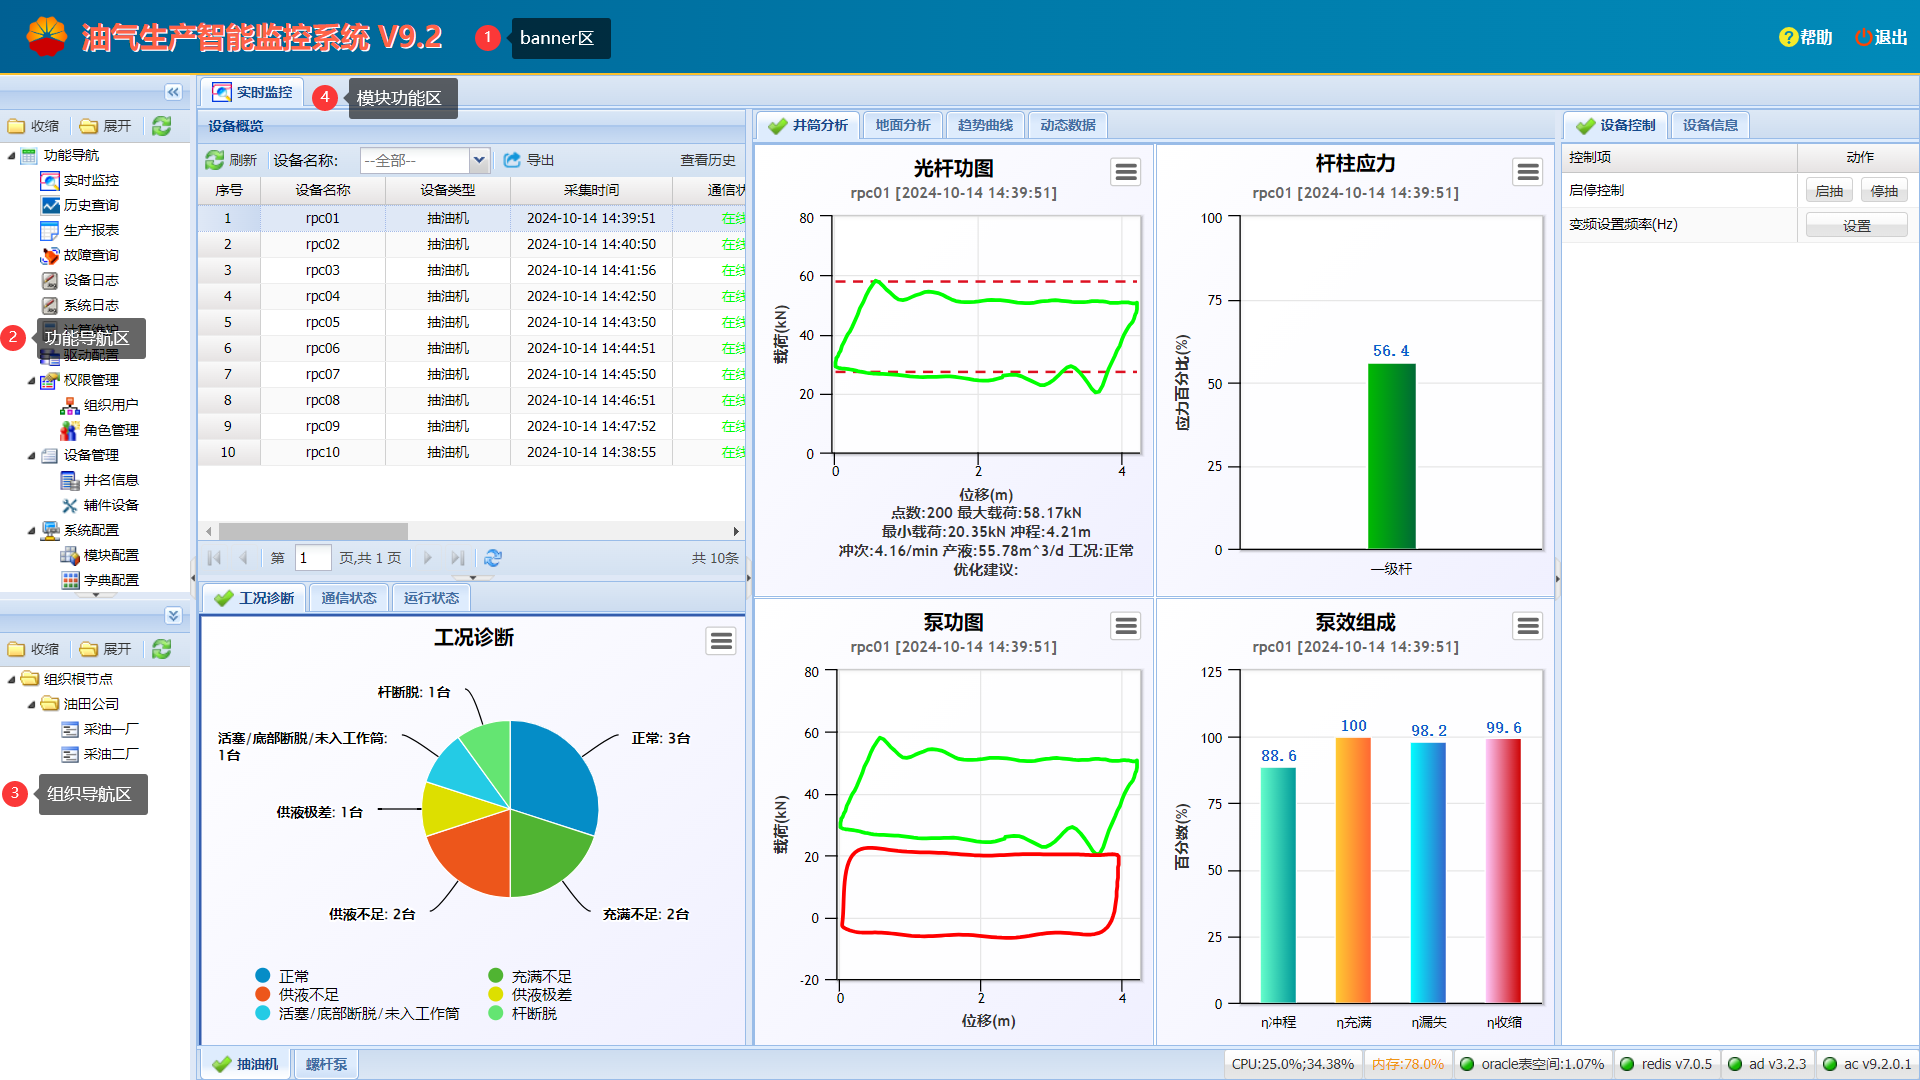 油气生产智能监控系统 V9.2
1
banner区
帮助
退出
实时监控
4
模块功能区
收缩
展开
功能导航
实时监控
历史查询
生产报表
故障查询
设备日志
系统日志
2
功能导航区
驱动配置
权限管理
组织用户
角色管理
设备管理
井名信息
辅件设备
系统配置
模块配置
字典配置
收缩
展开
组织根节点
油田公司
采油一厂
采油二厂
3
组织导航区
设备概览
刷新
设备名称:
--全部--
导出
查看历史
序号 设备名称 设备类型 采集时间 通信状
1 rpc01 抽油机 2024-10-14 14:39:51 在线
2 rpc02 抽油机 2024-10-14 14:40:50 在线
3 rpc03 抽油机 2024-10-14 14:41:56 在线
4 rpc04 抽油机 2024-10-14 14:42:50 在线
5 rpc05 抽油机 2024-10-14 14:43:50 在线
6 rpc06 抽油机 2024-10-14 14:44:51 在线
7 rpc07 抽油机 2024-10-14 14:45:50 在线
8 rpc08 抽油机 2024-10-14 14:46:51 在线
9 rpc09 抽油机 2024-10-14 14:47:52 在线
10 rpc10 抽油机 2024-10-14 14:38:55 在线
第 1 页,共 1 页
共 10条
工况诊断 通信状态 运行状态
工况诊断
杆断脱: 1台
活塞/底部断脱/未入工作筒:
1台
正常: 3台
供液极差: 1台
供液不足: 2台
充满不足: 2台
正常 充满不足
供液不足 供液极差
活塞/底部断脱/未入工作筒 杆断脱
抽油机 螺杆泵
井筒分析 地面分析 趋势曲线 动态数据
光杆功图
rpc01 [2024-10-14 14:39:51]
载荷(kN)
80
60
40
20
0
0 2 4
位移(m)
点数:200 最大载荷:58.17kN
最小载荷:20.35kN 冲程:4.21m
冲次:4.16/min 产液:55.78m^3/d 工况:正常
优化建议:
杆柱应力
rpc01 [2024-10-14 14:39:51]
应力百分比(%)
100
75
50
25
0
56.4
一级杆
泵功图
rpc01 [2024-10-14 14:39:51]
载荷(kN)
80
60
40
20
0
-20
0 2 4
位移(m)
泵效组成
rpc01 [2024-10-14 14:39:51]
百分数(%)
125
100
75
50
25
0
88.6 100 98.2 99.6
η冲程 η充满 η漏失 η收缩
设备控制 设备信息
控制项 动作
启停控制 启抽 停抽
变频设置频率(Hz) 设置
CPU:25.0%;34.38% 内存:78.0% oracle表空间:1.07% redis v7.0.5 ad v3.2.3 ac v9.2.0.1